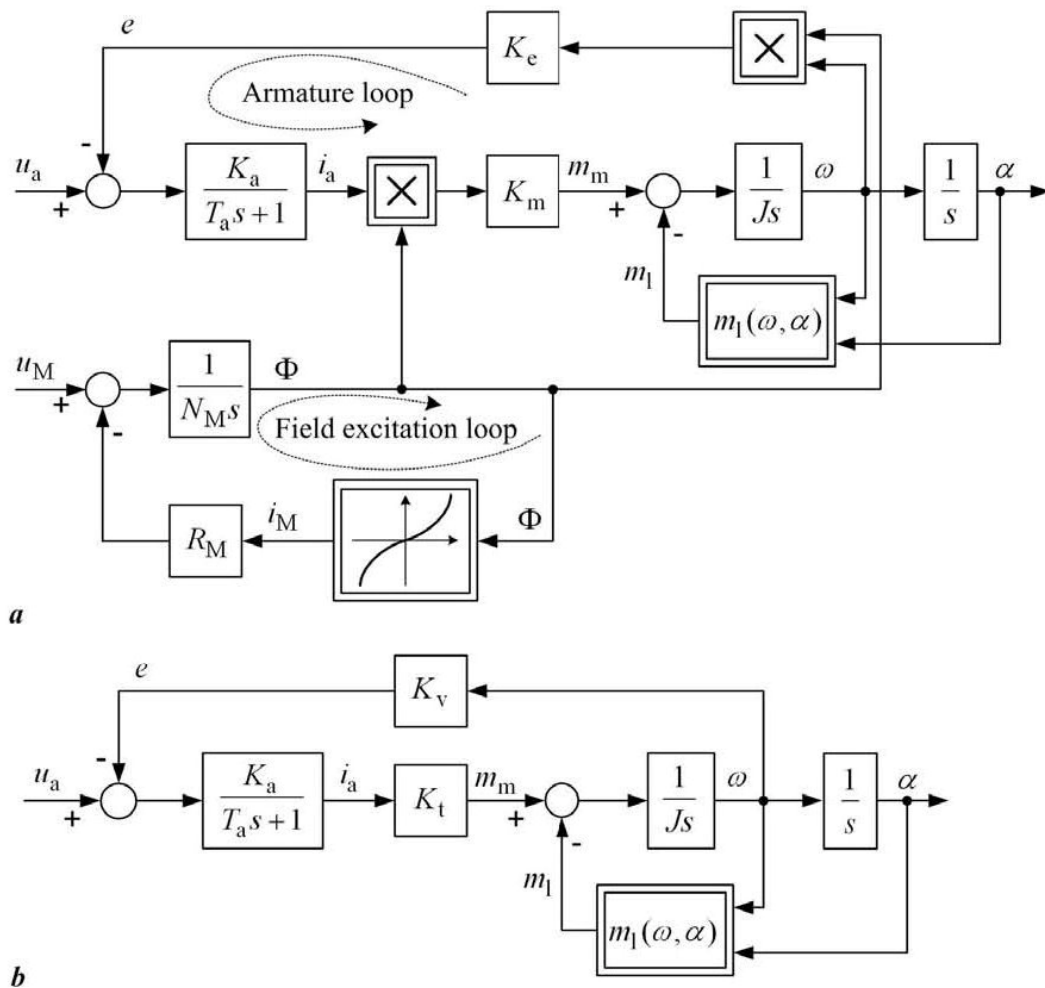 e
K_e
×
Armature loop
-
u_a
+
K_a
T_a s + 1
i_a
×
K_m
m_m
+
-
1
Js
ω
1
s
α
m_l
m_l(ω, α)
u_M
+
-
1
N_M s
Φ
Field excitation loop
R_M
i_M
Φ
a
e
K_v
-
u_a
+
K_a
T_a s + 1
i_a
K_t
m_m
+
-
1
Js
ω
1
s
α
m_l
m_l(ω, α)
b